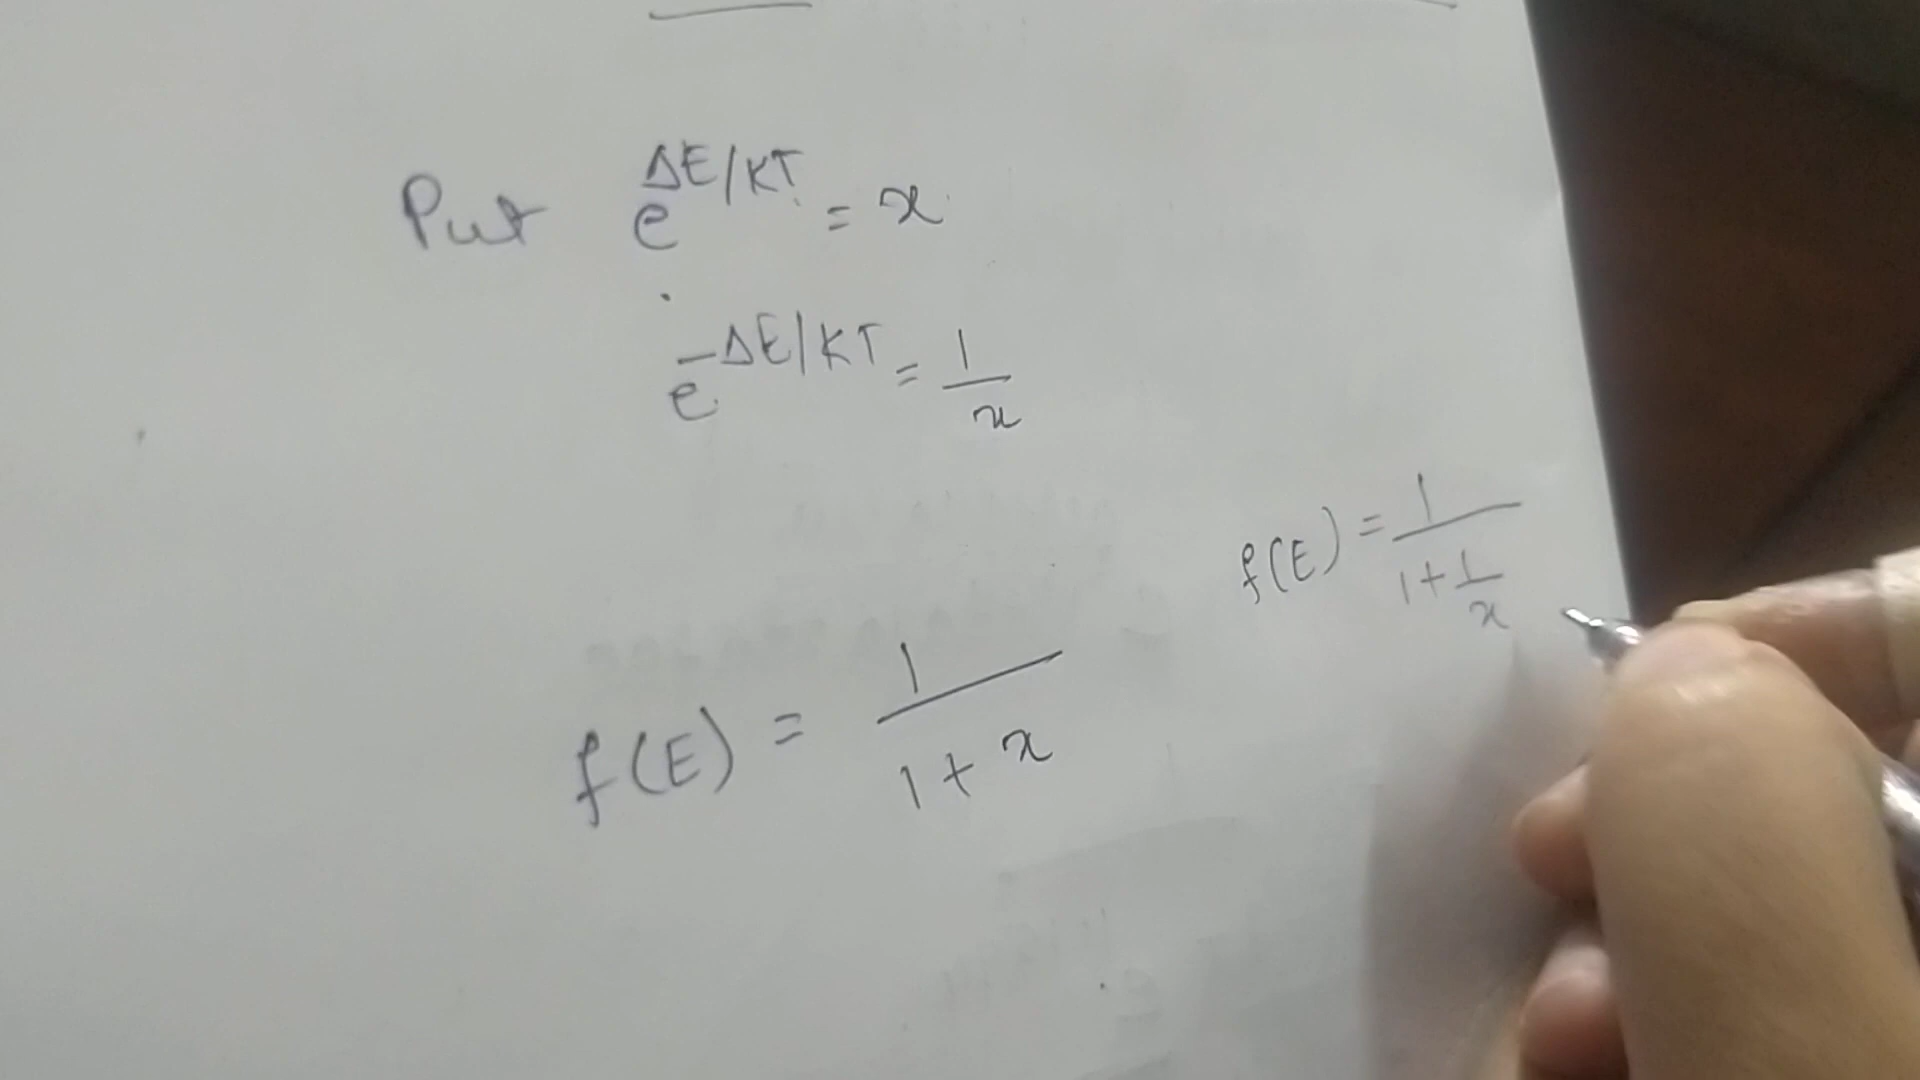 Put e^{ΔE/KT} = x
e^{-ΔE/KT} = 1/x
f(E) = 1/(1+1/x)
f(E) = 1/(1+x)